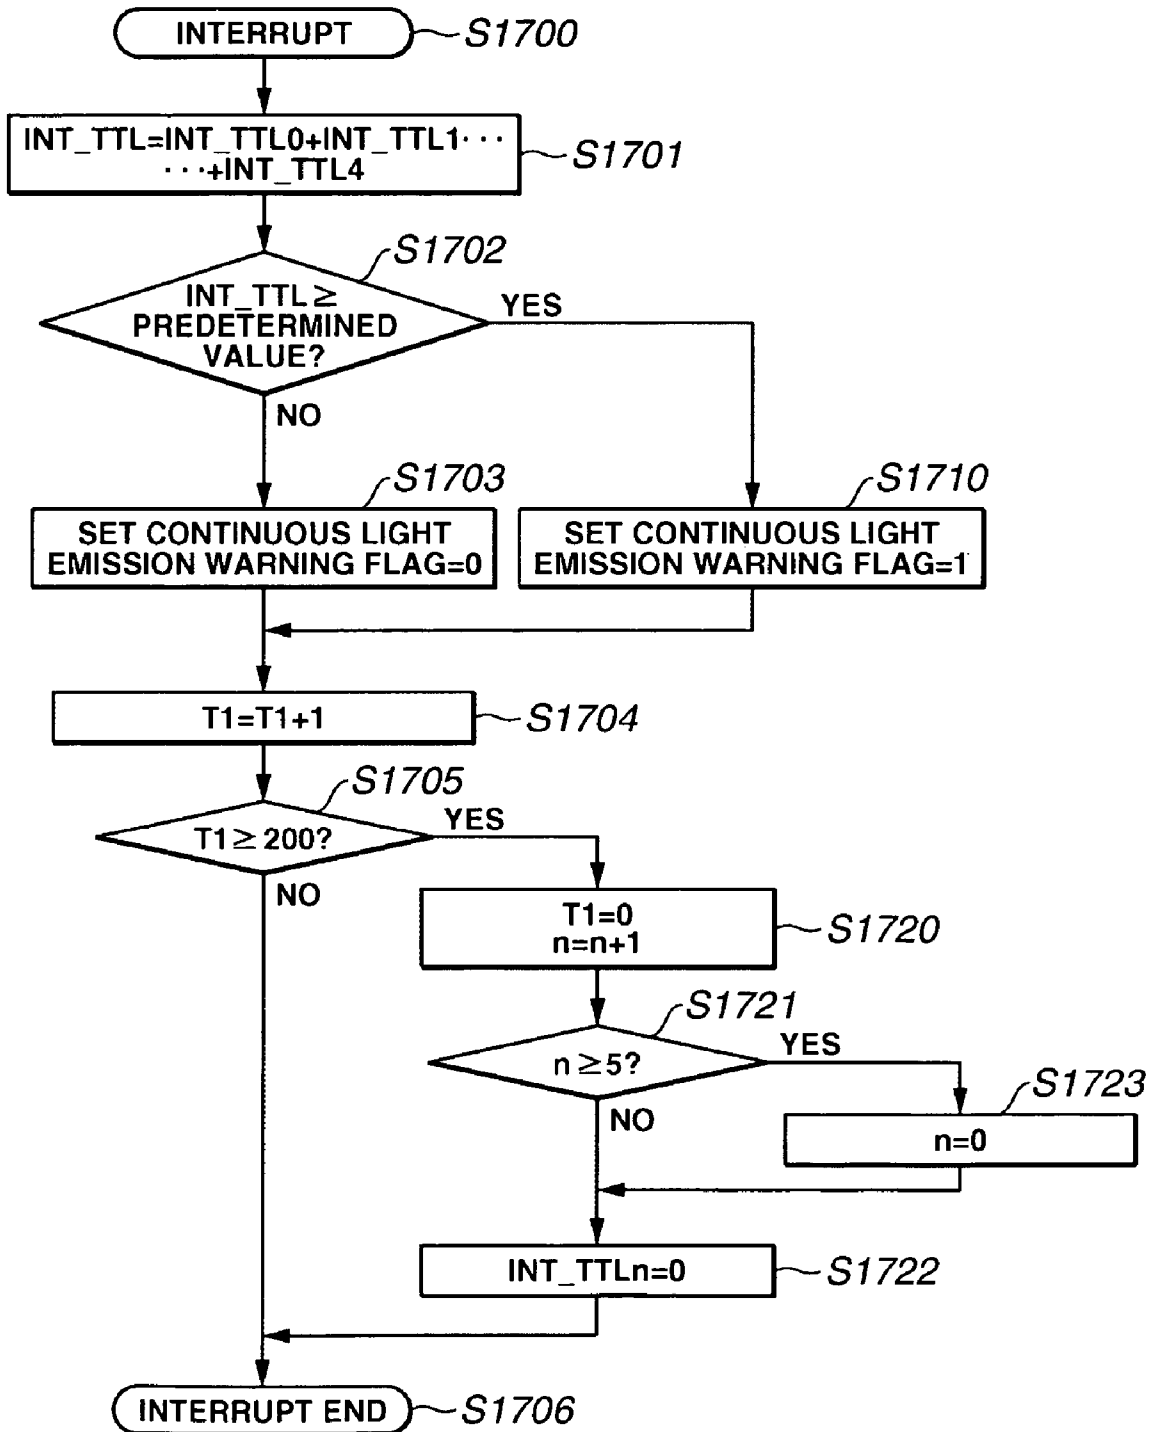 INTERRUPT
S1700
INT_TTL=INT_TTL0+INT_TTL1···
···+INT_TTL4
S1701
S1702
INT_TTL≥
PREDETERMINED
VALUE?
YES
NO
S1703
SET CONTINUOUS LIGHT
EMISSION WARNING FLAG=0
S1710
SET CONTINUOUS LIGHT
EMISSION WARNING FLAG=1
T1=T1+1
S1704
S1705
T1≥200?
YES
NO
T1=0
n=n+1
S1720
S1721
n≥5?
YES
NO
S1723
n=0
INT_TTLn=0
S1722
INTERRUPT END
S1706